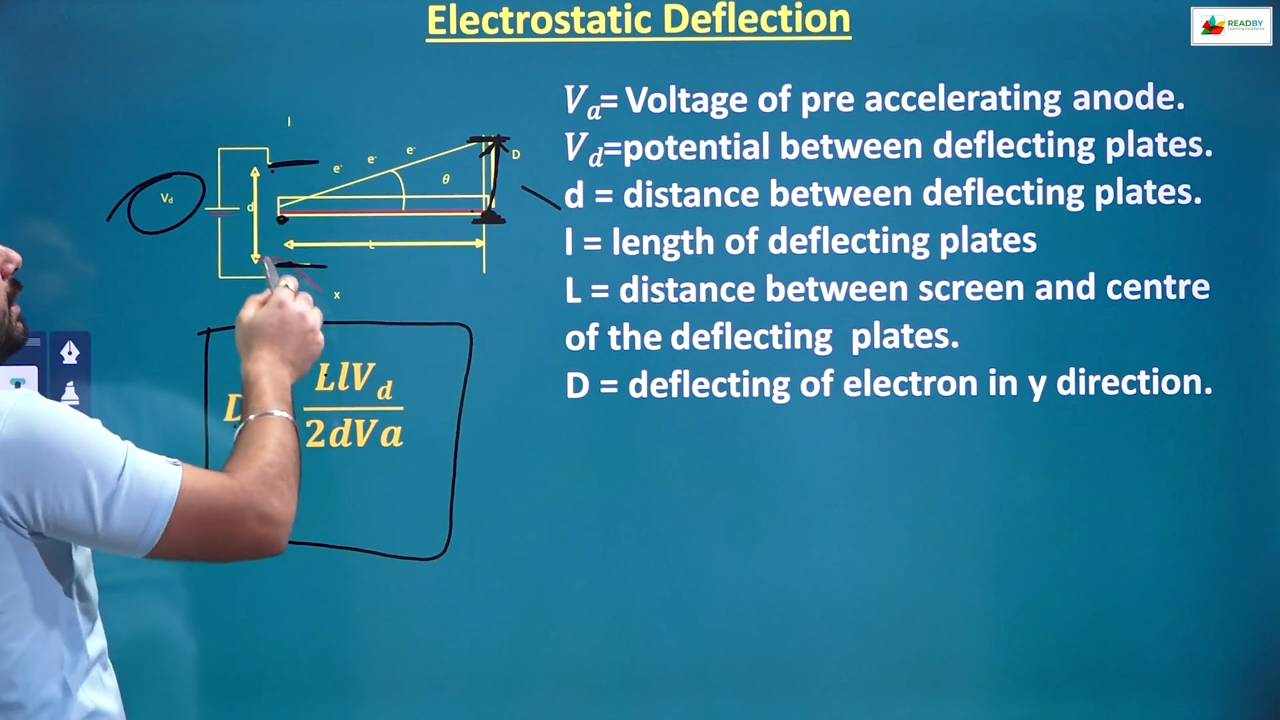 Electrostatic Deflection
READBY
Learning Excellence
l
D
e-
e-
e-
θ
Vd
d
L
x
Va= Voltage of pre accelerating anode.
Vd=potential between deflecting plates.
d = distance between deflecting plates.
l = length of deflecting plates
L = distance between screen and centre
of the deflecting plates.
D = deflecting of electron in y direction.
D
LlVd
2dVa